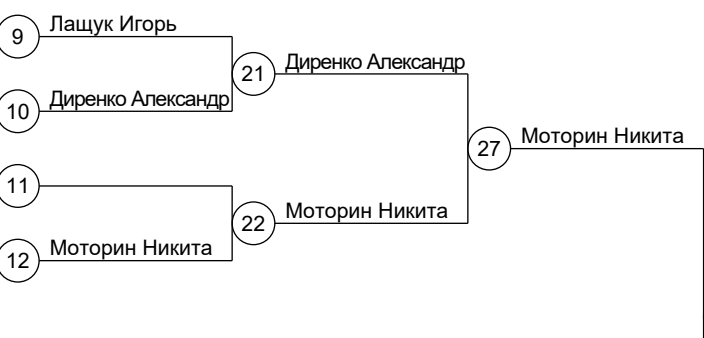 9 Лащук Игорь
21 Диренко Александр
10 Диренко Александр
27 Моторин Никита
11
22 Моторин Никита
12 Моторин Никита